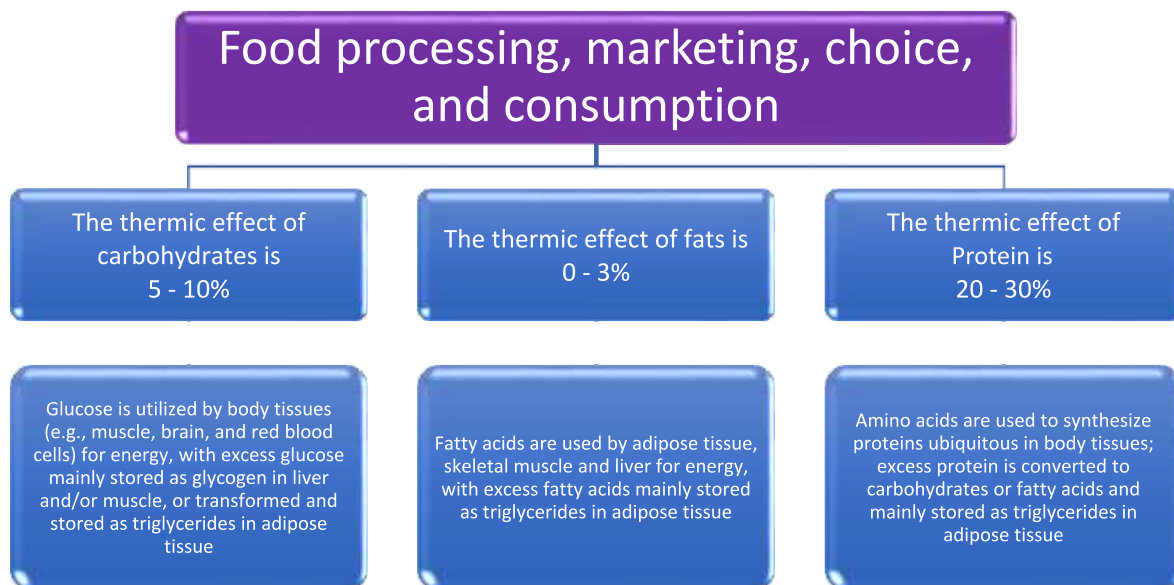 Food processing, marketing, choice,
and consumption
The thermic effect of
carbohydrates is
5 - 10%
The thermic effect of fats is
0 - 3%
The thermic effect of
Protein is
20 - 30%
Glucose is utilized by body tissues
(e.g., muscle, brain, and red blood
cells) for energy, with excess glucose
mainly stored as glycogen in liver
and/or muscle, or transformed and
stored as triglycerides in adipose
tissue
Fatty acids are used by adipose tissue,
skeletal muscle and liver for energy,
with excess fatty acids mainly stored
as triglycerides in adipose tissue
Amino acids are used to synthesize
proteins ubiquitous in body tissues;
excess protein is converted to
carbohydrates or fatty acids and
mainly stored as triglycerides in
adipose tissue